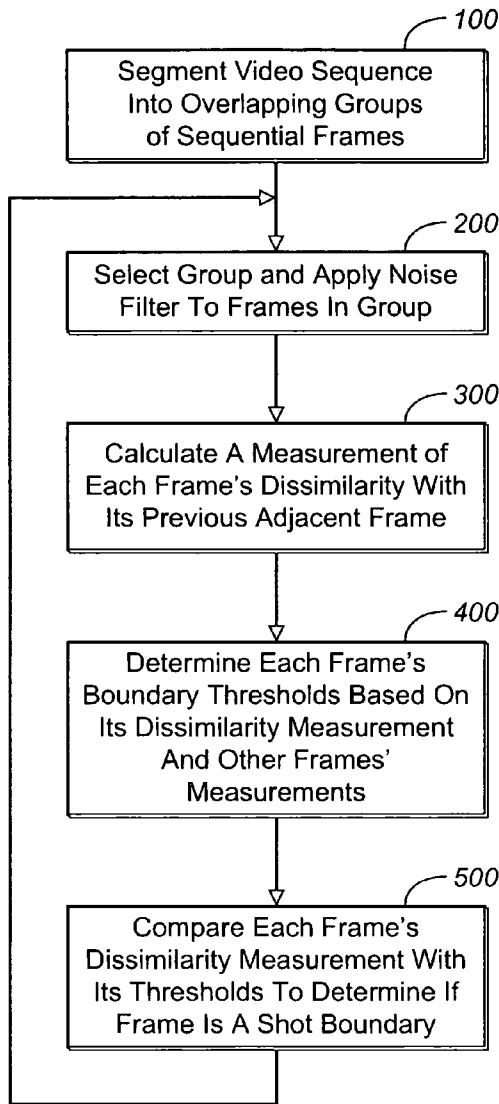 100
Segment Video Sequence
Into Overlapping Groups
of Sequential Frames
200
Select Group and Apply Noise
Filter To Frames In Group
300
Calculate A Measurement of
Each Frame's Dissimilarity With
Its Previous Adjacent Frame
400
Determine Each Frame's
Boundary Thresholds Based On
Its Dissimilarity Measurement
And Other Frames'
Measurements
500
Compare Each Frame's
Dissimilarity Measurement With
Its Thresholds To Determine If
Frame Is A Shot Boundary